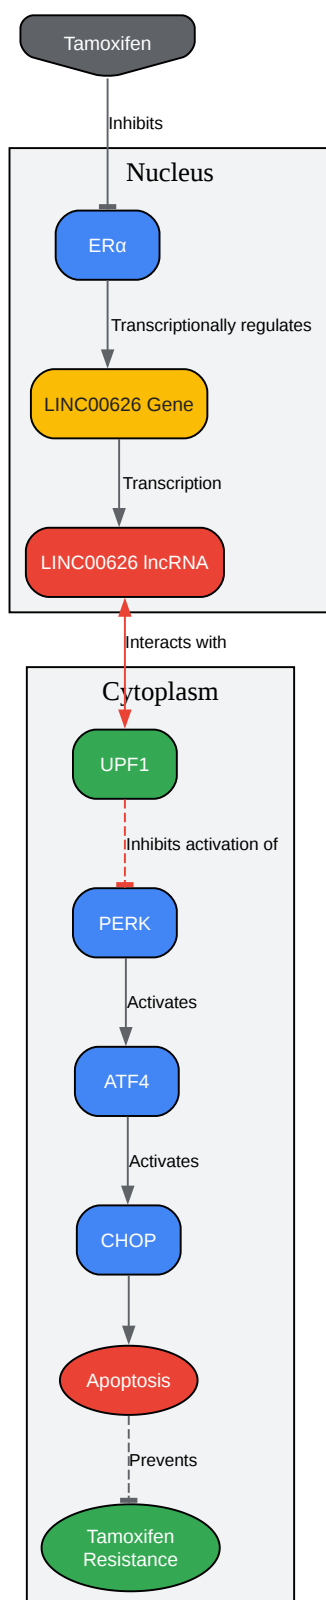 Tamoxifen
Inhibits
Nucleus
ERα
Transcriptionally regulates
LINC00626 Gene
Transcription
LINC00626 lncRNA
Interacts with
Cytoplasm
UPF1
Inhibits activation of
PERK
Activates
ATF4
Activates
CHOP
Apoptosis
Prevents
Tamoxifen
Resistance